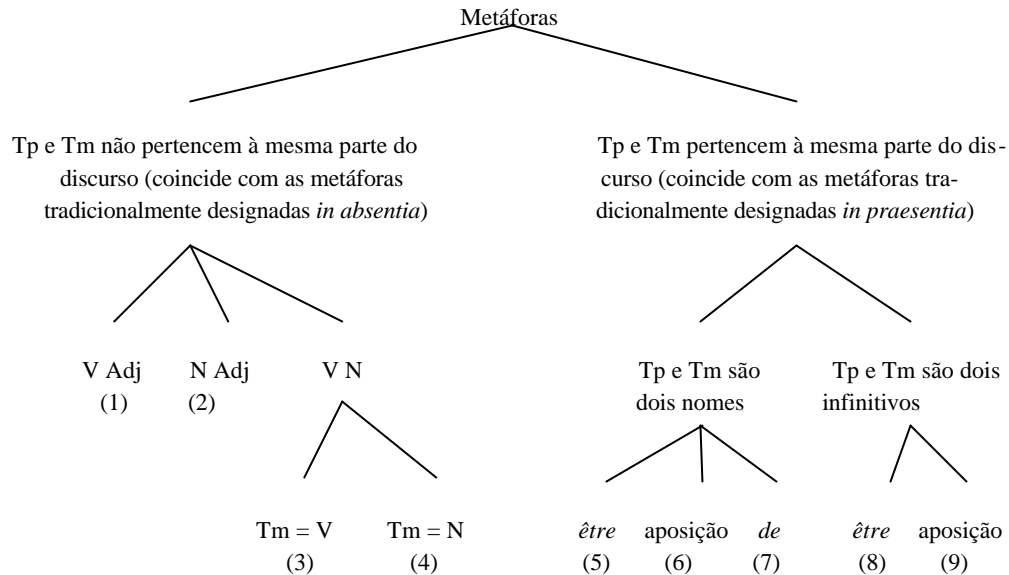 Metáforas
Tp e Tm não pertencem à mesma parte do
discurso (coincide com as metáforas
tradicionalmente designadas in absentia)
Tp e Tm pertencem à mesma parte do dis-
curso (coincide com as metáforas tra-
dicionalmente designadas in praesentia)
V Adj
(1)
N Adj
(2)
V N
Tp e Tm são
dois nomes
Tp e Tm são dois
infinitivos
Tm = V
(3)
Tm = N
(4)
être
(5)
aposição
(6)
de
(7)
être
(8)
aposição
(9)